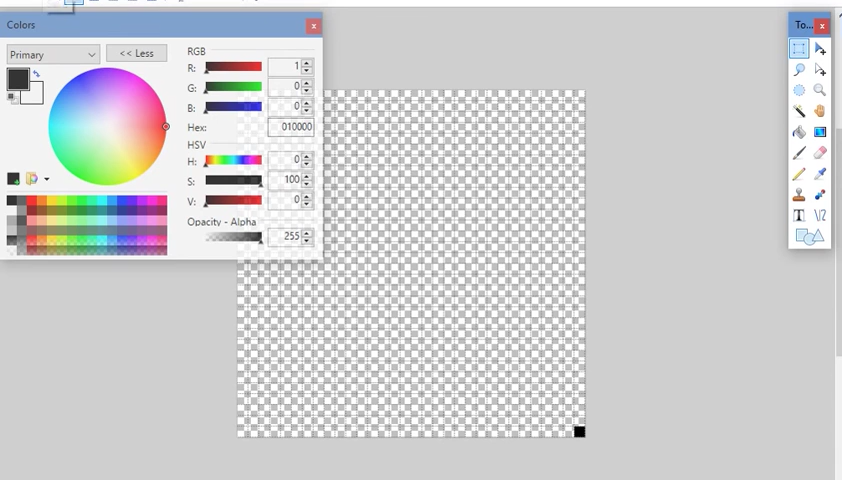 Colors
x
To...
x
Primary
<< Less
RGB
R: 1
G: 0
B: 0
Hex: 010000
HSV
H: 0
S: 100
V: 0
Opacity - Alpha
255
T